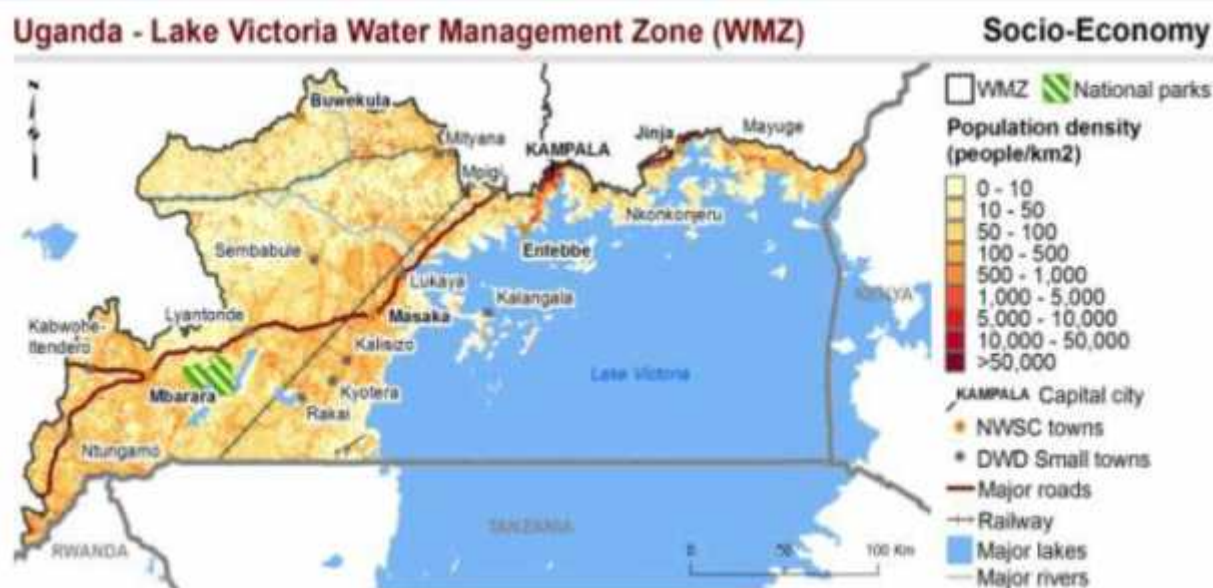 Uganda - Lake Victoria Water Management Zone (WMZ)
Socio-Economy
WMZ
National parks
Population density
(people/km2)
0 - 10
10 - 50
50 - 100
100 - 500
500 - 1,000
1,000 - 5,000
5,000 - 10,000
10,000 - 50,000
>50,000
KAMPALA Capital city
NWSC towns
DWD Small towns
Major roads
Railway
Major lakes
Major rivers
Buwekula
Mityana
KAMPALA
Jinja
Mayuge
Mpigi
Nkonkonjeru
Sembabule
Entebbe
Lukaya
Kalangala
KENYA
Lyantonde
Masaka
Kabwohe-
Ittendero
Kalisizo
Lake Victoria
Mbarara
Kyotera
Rakai
Ntungamo
TANZANIA
RWANDA
0 50 100 Km